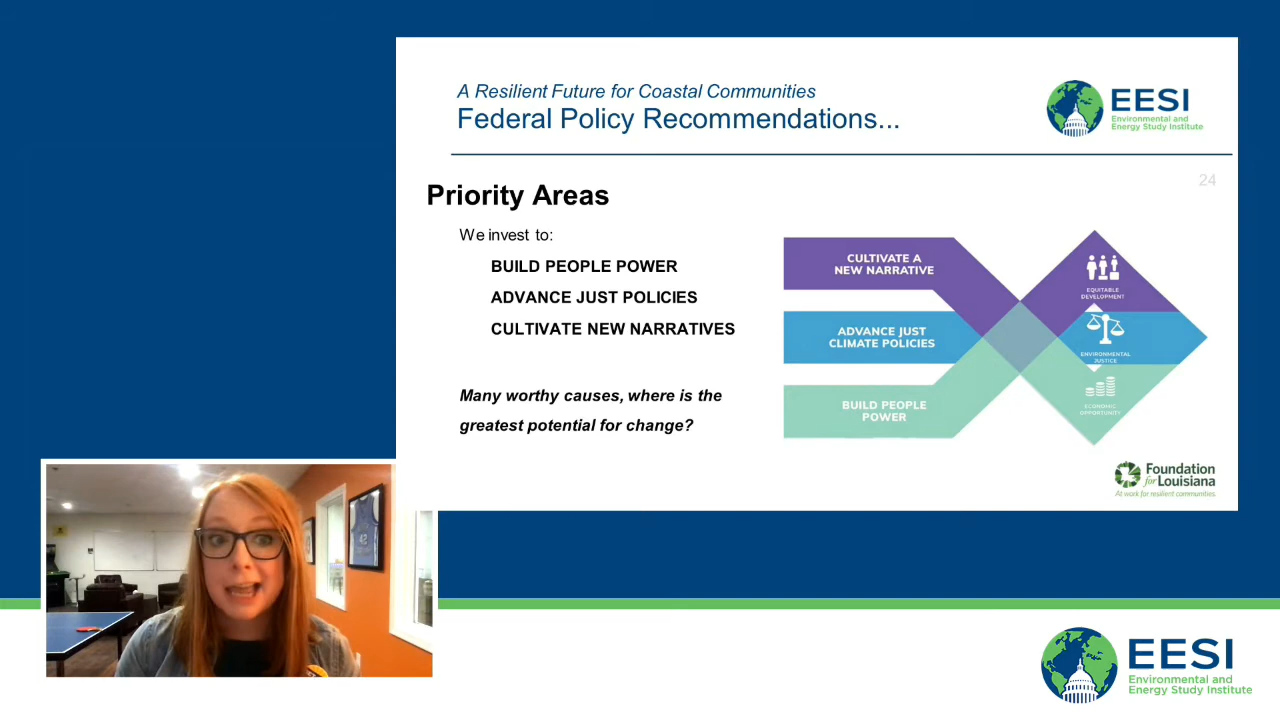 A Resilient Future for Coastal Communities
Federal Policy Recommendations...
EESI
Environmental and
Energy Study Institute
24
Priority Areas
We invest to:
BUILD PEOPLE POWER
ADVANCE JUST POLICIES
CULTIVATE NEW NARRATIVES
Many worthy causes, where is the
greatest potential for change?
CULTIVATE A
NEW NARRATIVE
ADVANCE JUST
CLIMATE POLICIES
BUILD PEOPLE
POWER
EQUITABLE
DEVELOPMENT
ENVIRONMENTAL
JUSTICE
ECONOMIC
OPPORTUNITY
Foundation
for Louisiana
At work for resilient communities.
42
EESI
Environmental and
Energy Study Institute